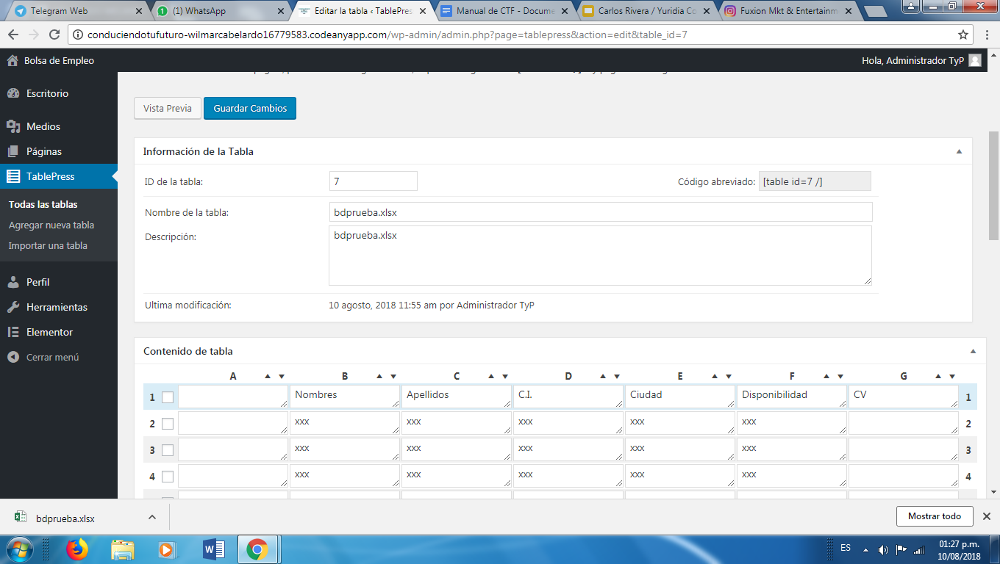 Telegram Web
(1) WhatsApp
Editar la tabla ‹ TablePres
Manual de CTF - Docume
Carlos Rivera / Yuridia Co
Fuxion Mkt & Entertainm
conduciendotufuturo-wilmarcabelardo16779583.codeanyapp.com/wp-admin/admin.php?page=tablepress&action=edit&table_id=7
Bolsa de Empleo
Hola, Administrador TyP
Escritorio
Medios
Páginas
TablePress
Todas las tablas
Agregar nueva tabla
Importar una tabla
Perfil
Herramientas
Elementor
Cerrar menú
Vista Previa
Guardar Cambios
Información de la Tabla
ID de la tabla: 7 Código abreviado: [table id=7 /]
Nombre de la tabla: bdprueba.xlsx
Descripción: bdprueba.xlsx
Ultima modificación: 10 agosto, 2018 11:55 am por Administrador TyP
Contenido de tabla
A B C D E F G
1 Nombres Apellidos C.I. Ciudad Disponibilidad CV 1
2 xxx xxx xxx xxx xxx 2
3 xxx xxx xxx xxx xxx 3
4 xxx xxx xxx xxx xxx 4
bdprueba.xlsx
Mostrar todo
ES
01:27 p.m.
10/08/2018